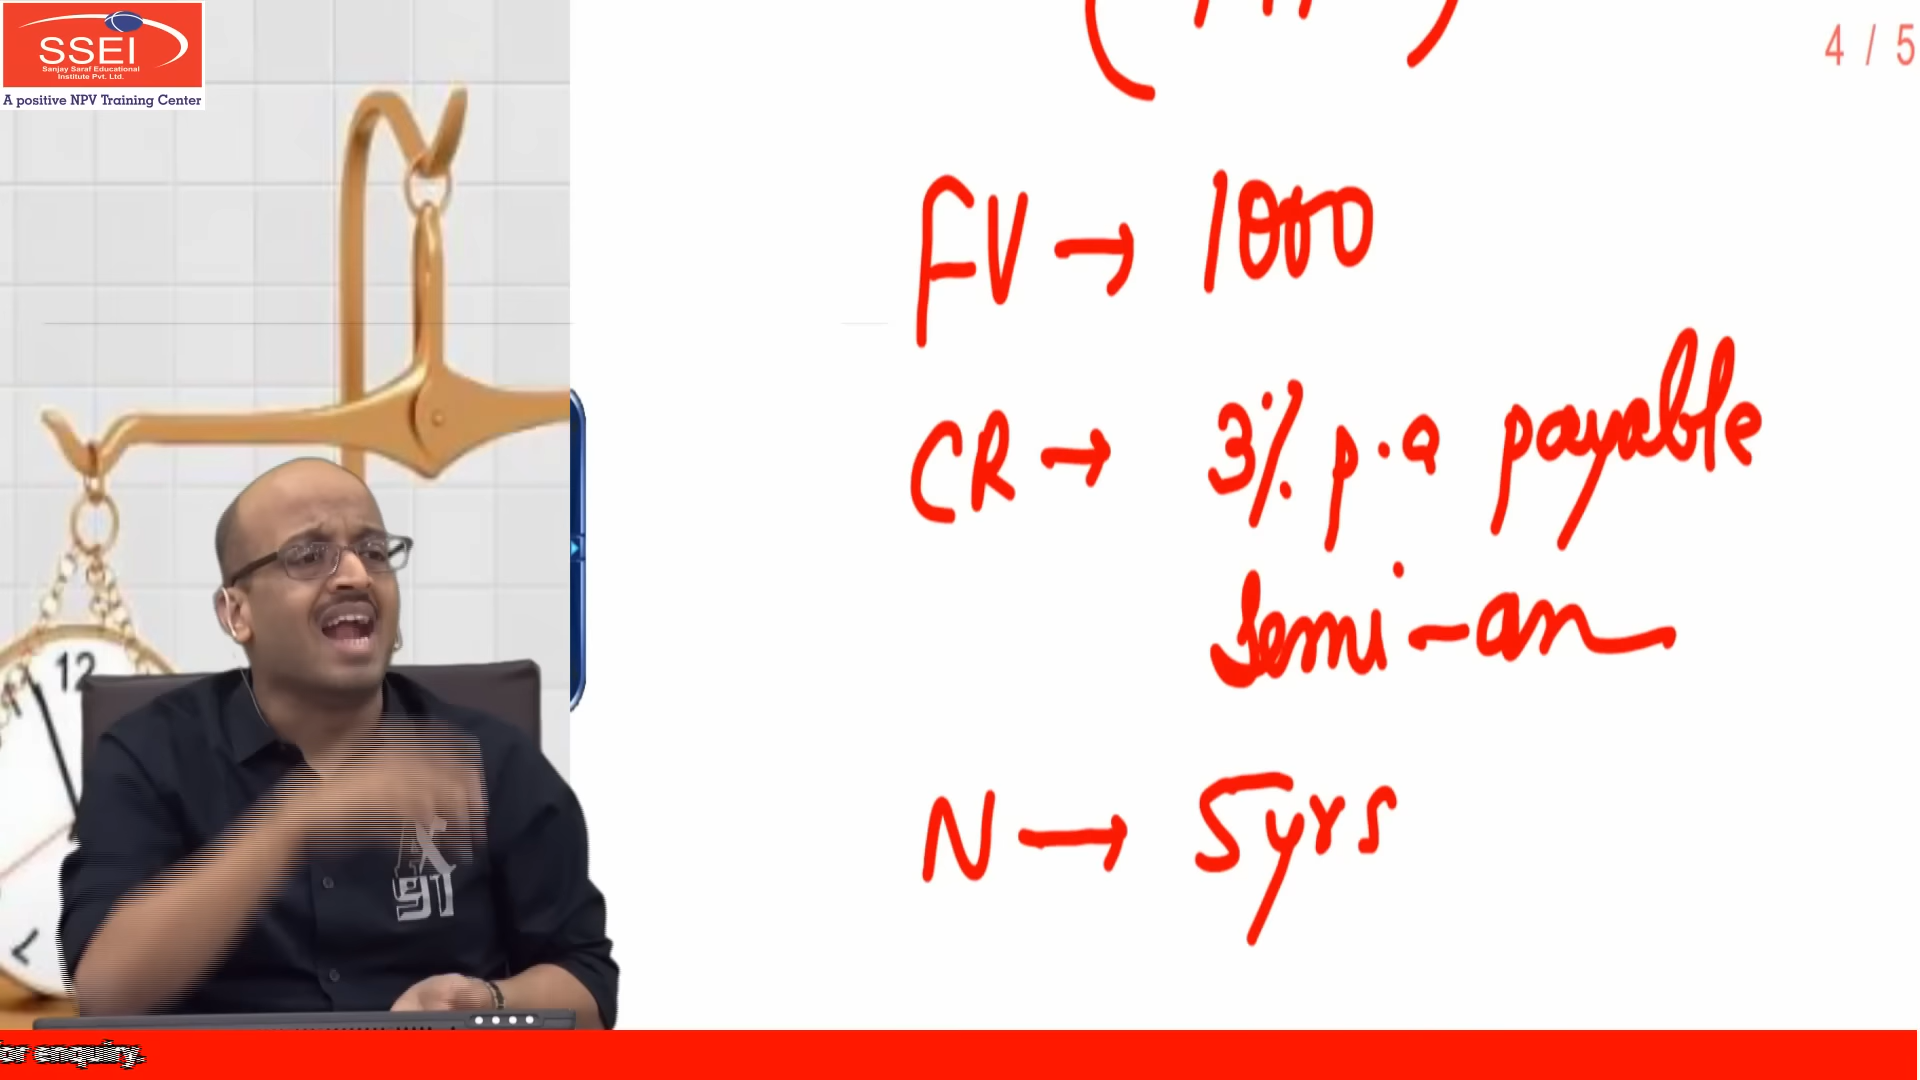 SSEI
Sanjay Saraf Educational
Institute Pvt. Ltd.
A positive NPV Training Center
4 / 5
FV → 1000
CR → 3% p.a payable
Semi-an
N → 5yrs
12
for enquiry.